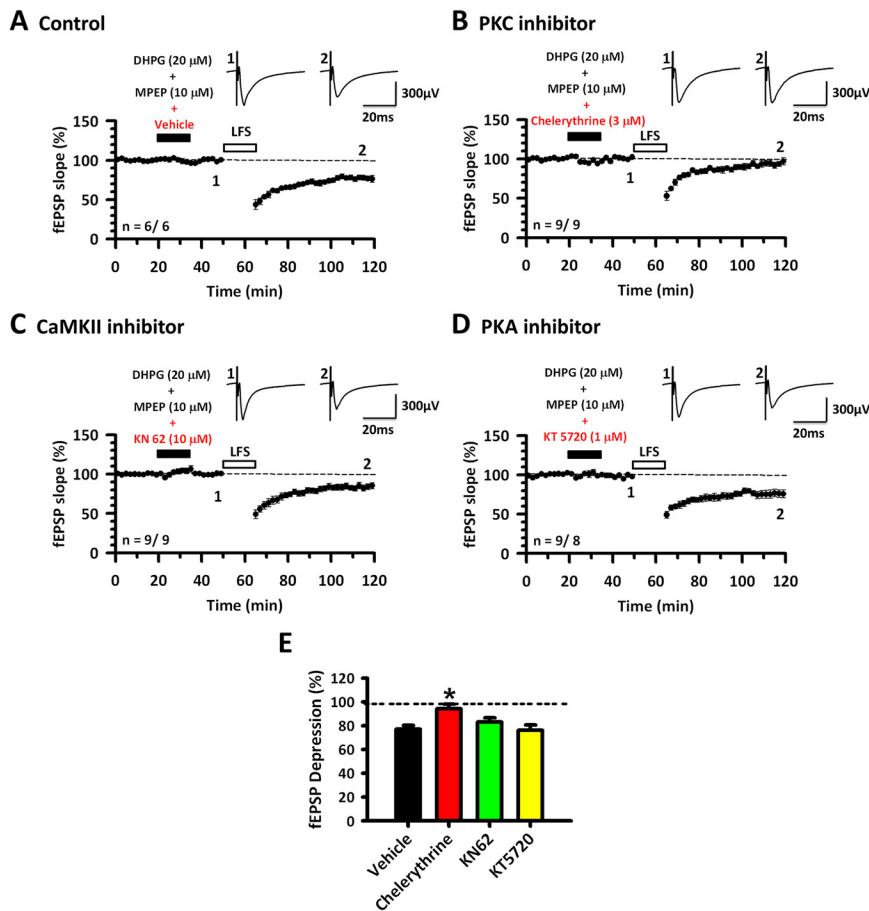 A Control
DHPG (20 µM)
+
MPEP (10 µM)
+
Vehicle
1
2
300µV
20ms
LFS
fEPSP slope (%)
150
100
50
0
1
2
n = 6/ 6
0 20 40 60 80 100 120
Time (min)
B PKC inhibitor
DHPG (20 µM)
+
MPEP (10 µM)
+
Chelerythrine (3 µM)
1
2
300µV
20ms
LFS
fEPSP slope (%)
150
100
50
0
1
2
n = 9/ 9
0 20 40 60 80 100 120
Time (min)
C CaMKII inhibitor
DHPG (20 µM)
+
MPEP (10 µM)
+
KN 62 (10 µM)
1
2
300µV
20ms
LFS
fEPSP slope (%)
150
100
50
0
1
2
n = 9/ 9
0 20 40 60 80 100 120
Time (min)
D PKA inhibitor
DHPG (20 µM)
+
MPEP (10 µM)
+
KT 5720 (1 µM)
1
2
300µV
20ms
LFS
fEPSP slope (%)
150
100
50
0
1
2
n = 9/ 8
0 20 40 60 80 100 120
Time (min)
E
fEPSP Depression (%)
120
100
80
60
40
20
0
*
Vehicle
Chelerythrine
KN62
KT5720